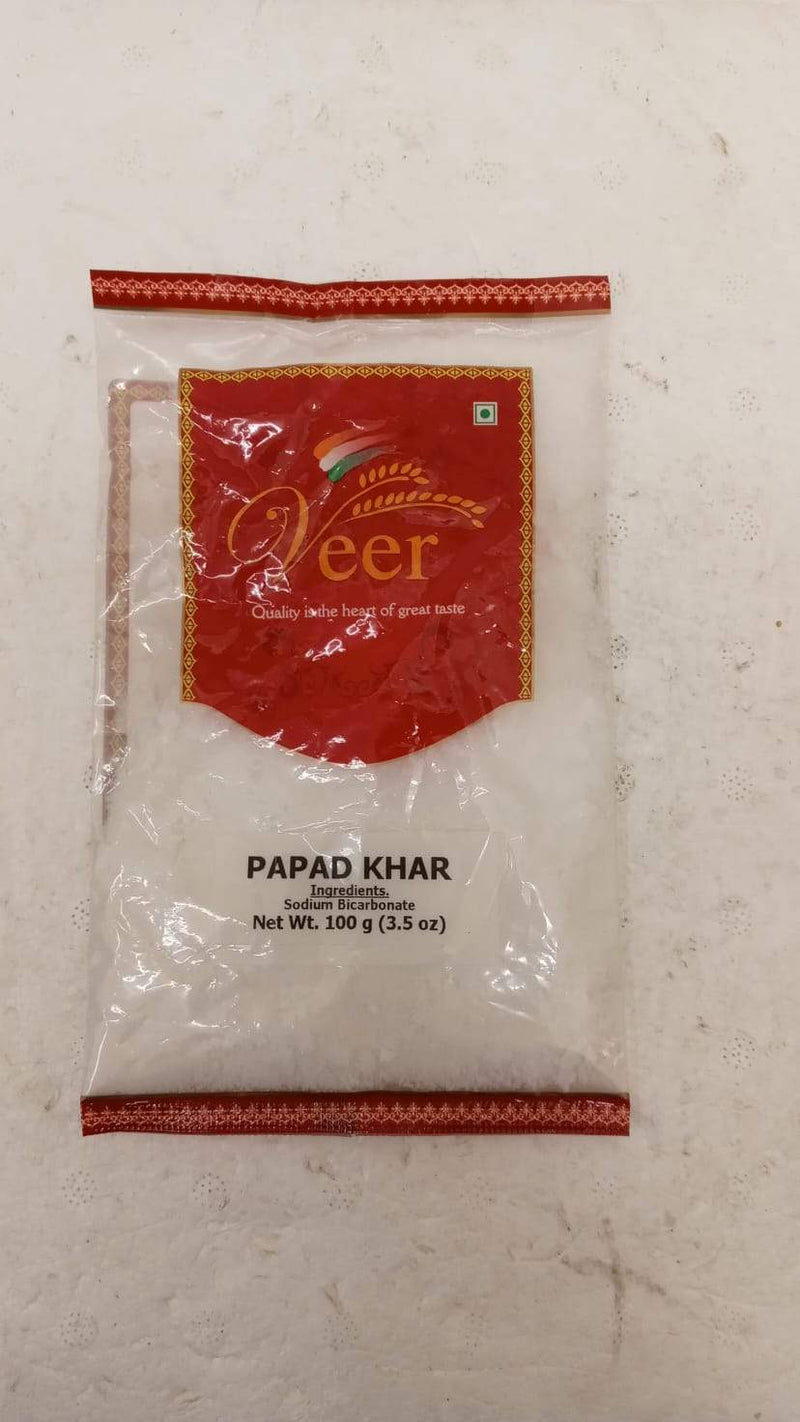 Veer
Quality is the heart of great taste
PAPAD KHAR
Ingredients.
Sodium Bicarbonate
Net Wt. 100 g (3.5 oz)